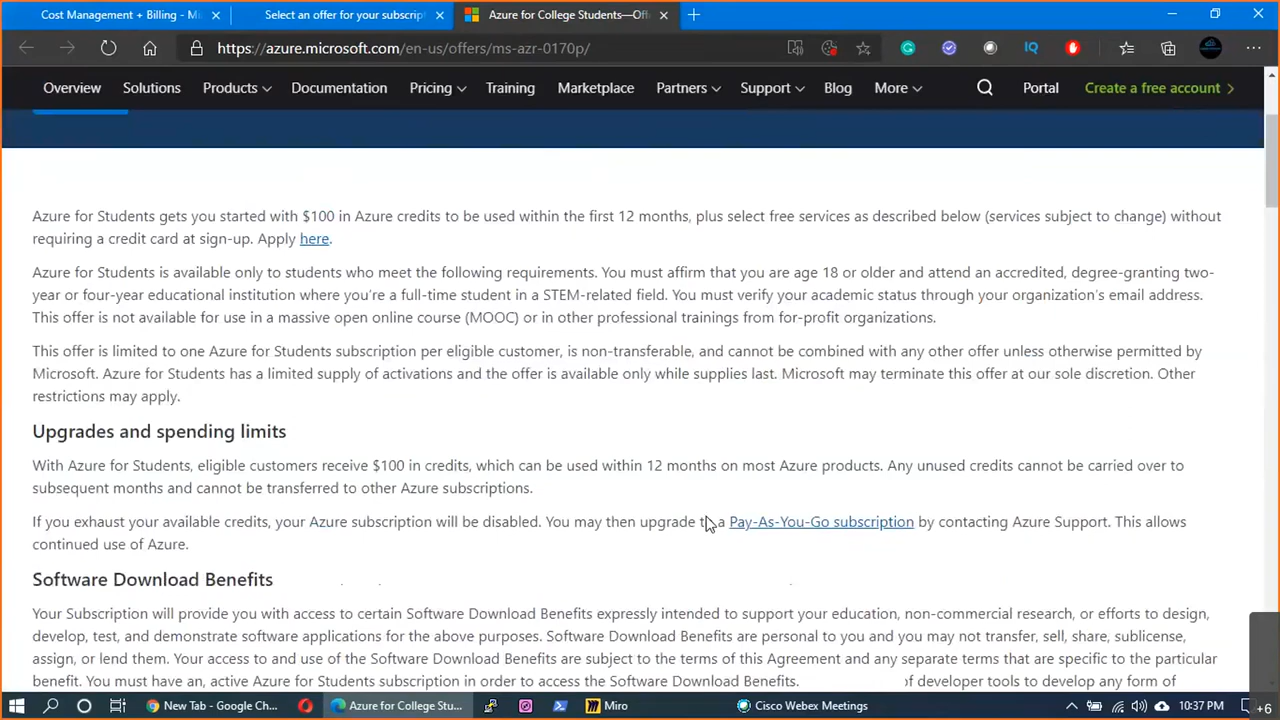 Cost Management + Billing - Mi
Select an offer for your subscrip
Azure for College Students—Off
https://azure.microsoft.com/en-us/offers/ms-azr-0170p/
IQ
Overview Solutions Products Documentation Pricing Training Marketplace Partners Support Blog More Portal Create a free account
Azure for Students gets you started with $100 in Azure credits to be used within the first 12 months, plus select free services as described below (services subject to change) without
requiring a credit card at sign-up. Apply here.
Azure for Students is available only to students who meet the following requirements. You must affirm that you are age 18 or older and attend an accredited, degree-granting two-
year or four-year educational institution where you're a full-time student in a STEM-related field. You must verify your academic status through your organization's email address.
This offer is not available for use in a massive open online course (MOOC) or in other professional trainings from for-profit organizations.
This offer is limited to one Azure for Students subscription per eligible customer, is non-transferable, and cannot be combined with any other offer unless otherwise permitted by
Microsoft. Azure for Students has a limited supply of activations and the offer is available only while supplies last. Microsoft may terminate this offer at our sole discretion. Other
restrictions may apply.
Upgrades and spending limits
With Azure for Students, eligible customers receive $100 in credits, which can be used within 12 months on most Azure products. Any unused credits cannot be carried over to
subsequent months and cannot be transferred to other Azure subscriptions.
If you exhaust your available credits, your Azure subscription will be disabled. You may then upgrade to a Pay-As-You-Go subscription by contacting Azure Support. This allows
continued use of Azure.
Software Download Benefits
Your Subscription will provide you with access to certain Software Download Benefits expressly intended to support your education, non-commercial research, or efforts to design,
develop, test, and demonstrate software applications for the above purposes. Software Download Benefits are personal to you and you may not transfer, sell, share, sublicense,
assign, or lend them. Your access to and use of the Software Download Benefits are subject to the terms of this Agreement and any separate terms that are specific to the particular
benefit. You must have an, active Azure for Students subscription in order to access the Software Download Benefits. of developer tools to develop any form of
New Tab - Google Ch... Azure for College Stu... Miro Cisco Webex Meetings 10:37 PM +6